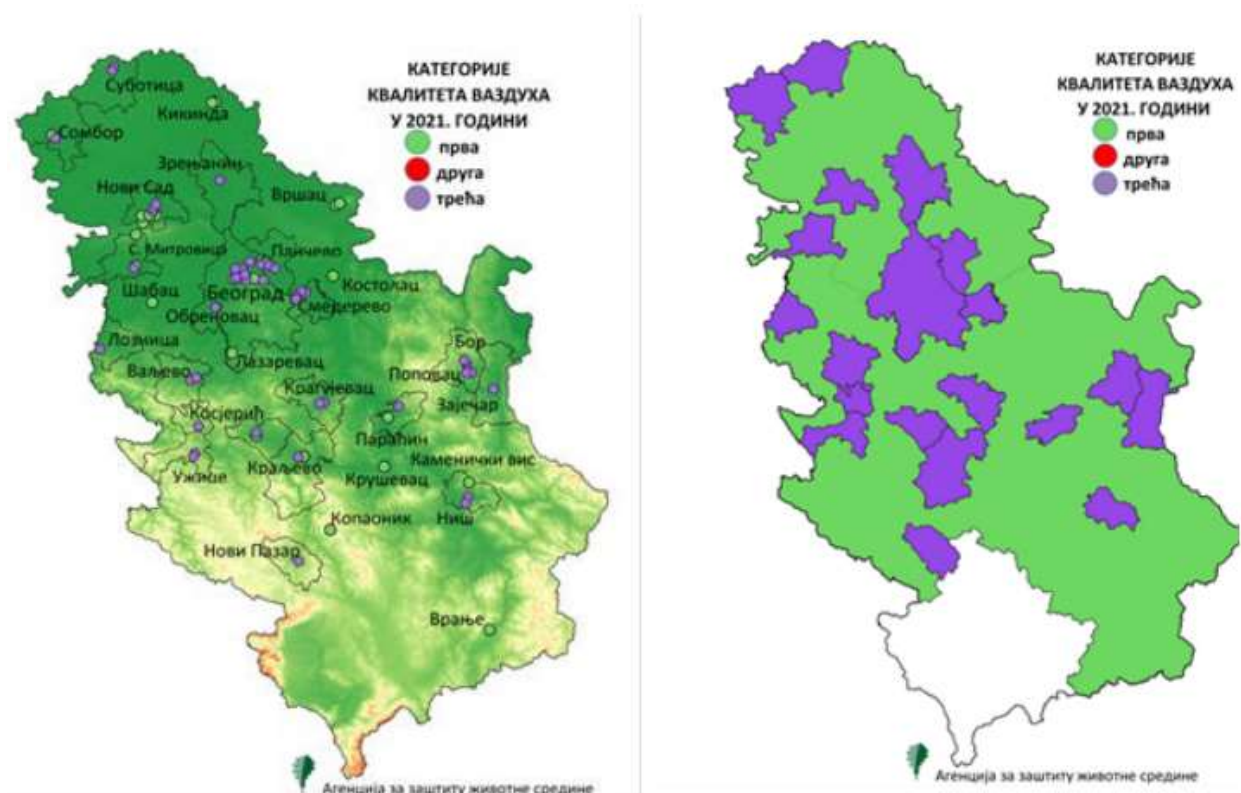 КАТЕГОРИЈЕ
КВАЛИТЕТА ВАЗДУХА
У 2021. ГОДИНИ
прва
друга
трећа
Суботица
Кикинда
Сомбор
Зрењанин
Нови Сад
Вршац
С. Митровица
Панчево
Шабац
Београд
Костолац
Смедерево
Обреновац
Лозница
Лазаревац
Бор
Ваљево
Поповац
Крагујевац
Зајечар
Косјерић
Параћин
Каменички вис
Краљево
Ужице
Крушевац
Копаоник
Ниш
Нови Пазар
Врање
Агенција за заштиту животне средине
КАТЕГОРИЈЕ
КВАЛИТЕТА ВАЗДУХА
У 2021. ГОДИНИ
прва
друга
трећа
Агенција за заштиту животне средине